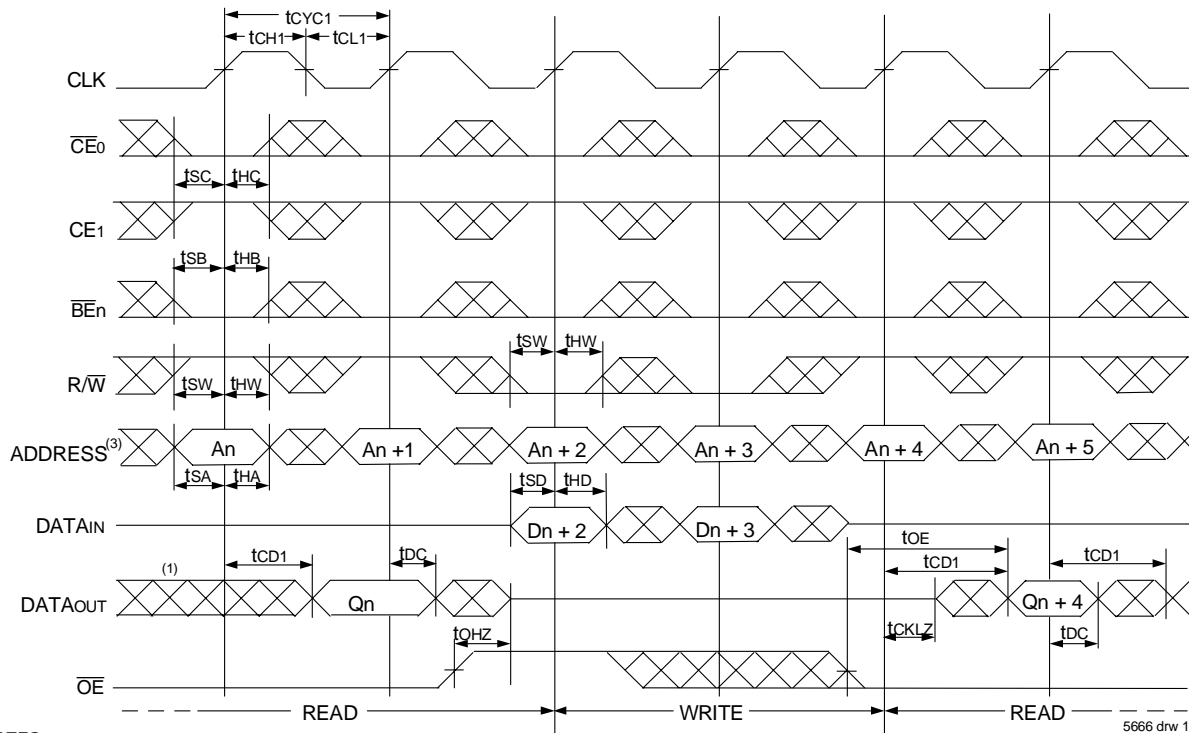 tCYC1
tCH1 tCL1
CLK
CE0
tSC tHC
CE1
tSB tHB
BEn
tSW tHW
R/W
tSW tHW
ADDRESS(3) An An +1 An + 2 An + 3 An + 4 An + 5
tSA tHA
tSD tHD
DATAIN Dn + 2 Dn + 3
tOE
tCD1 tDC tCD1 tCD1
(1)
DATAOUT Qn Qn + 4
tOHZ tCKLZ tDC
OE
READ WRITE READ
5666 drw 1